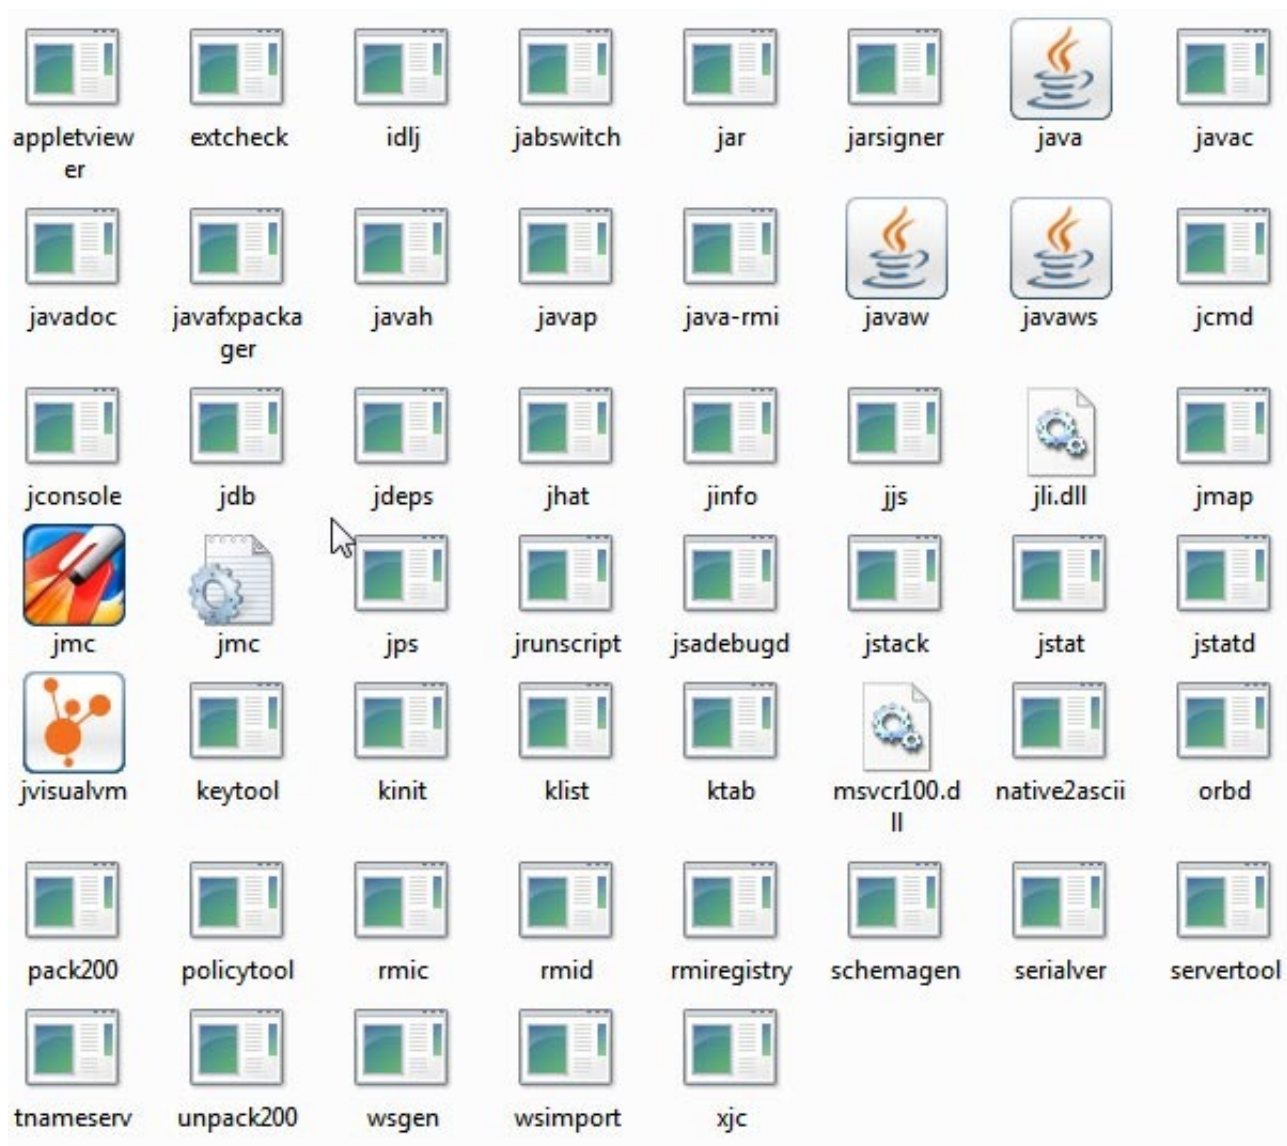 appletview
er
extcheck
idlj
jabswitch
jar
jarsigner
java
javac
javadoc
javafxpacka
ger
javah
javap
java-rmi
javaw
javaws
jcmd
jconsole
jdb
jdeps
jhat
jinfo
jjs
jli.dll
jmap
jmc
jmc
jps
jrunscript
jsadebugd
jstack
jstat
jstatd
jvisualvm
keytool
kinit
klist
ktab
msvcr100.d
ll
native2ascii
orbd
pack200
policytool
rmic
rmid
rmiregistry
schemagen
serialver
servertool
tnameserv
unpack200
wsgen
wsimport
xjc